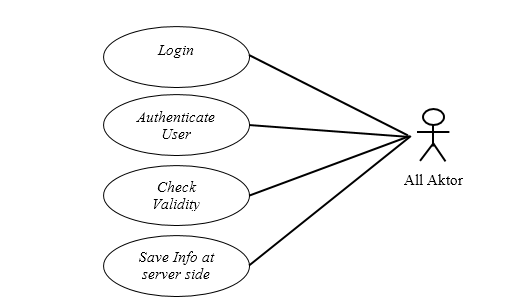 Login
Authenticate
User
Check
Validity
Save Info at
server side
All Aktor